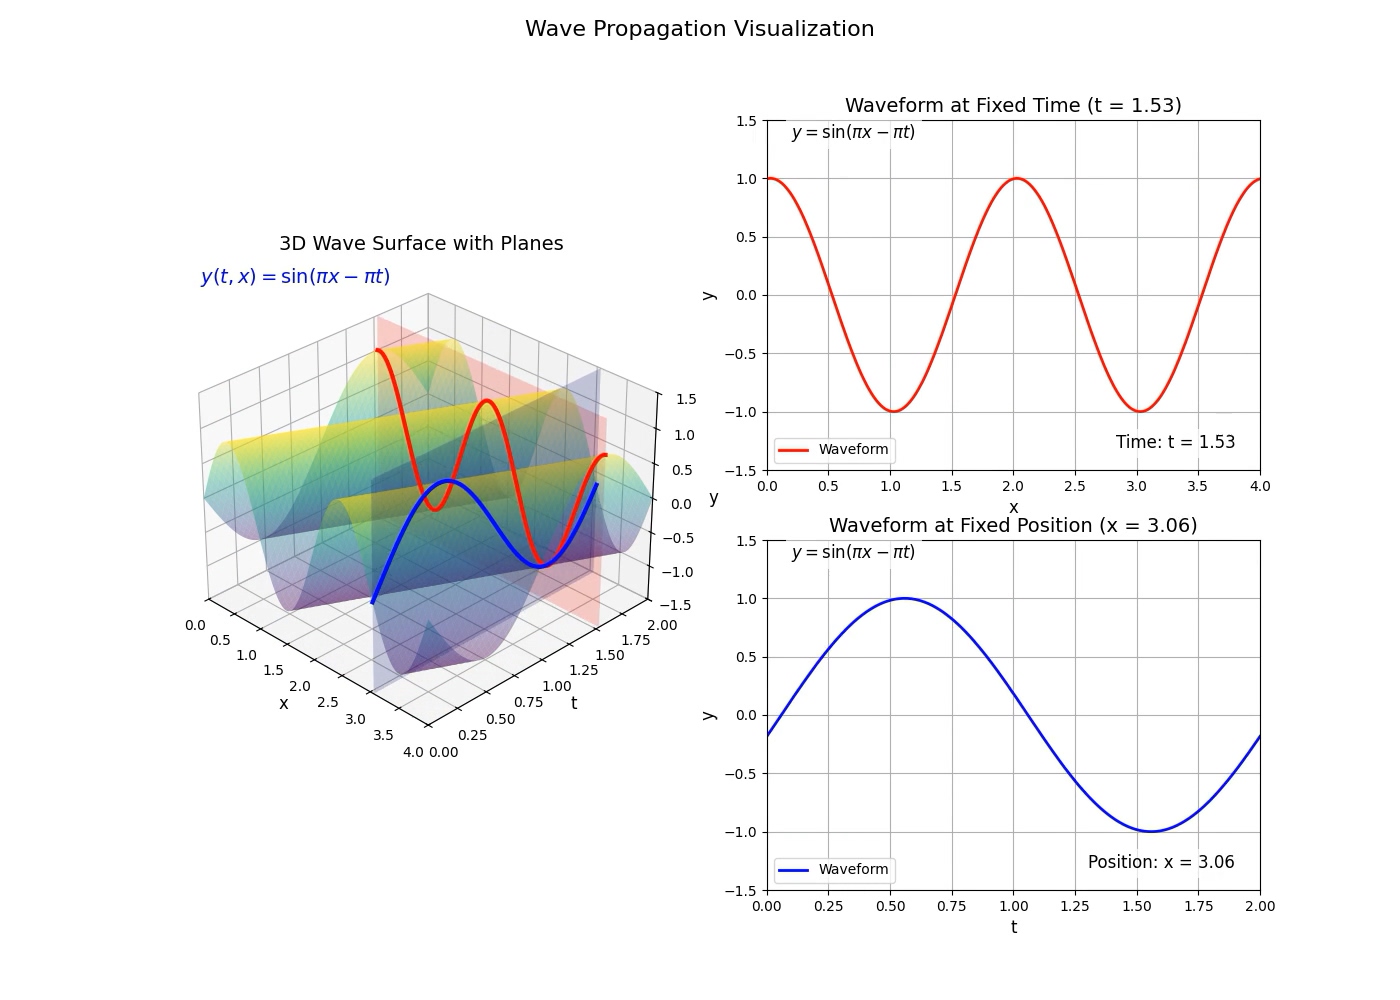 Wave Propagation Visualization
3D Wave Surface with Planes
y(t, x) = sin(πx − πt)
1.5
1.0
0.5
0.0
−0.5
−1.0
−1.5
y
0.0
0.5
1.0
1.5
2.0
2.5
3.0
3.5
4.0
x
0.00
0.25
0.50
0.75
1.00
1.25
1.50
1.75
2.00
t
Waveform at Fixed Time (t = 1.53)
y = sin(πx − πt)
1.5
1.0
0.5
0.0
−0.5
−1.0
−1.5
y
Waveform
Time: t = 1.53
0.0 0.5 1.0 1.5 2.0 2.5 3.0 3.5 4.0
x
Waveform at Fixed Position (x = 3.06)
y = sin(πx − πt)
1.5
1.0
0.5
0.0
−0.5
−1.0
−1.5
y
Waveform
Position: x = 3.06
0.00 0.25 0.50 0.75 1.00 1.25 1.50 1.75 2.00
t